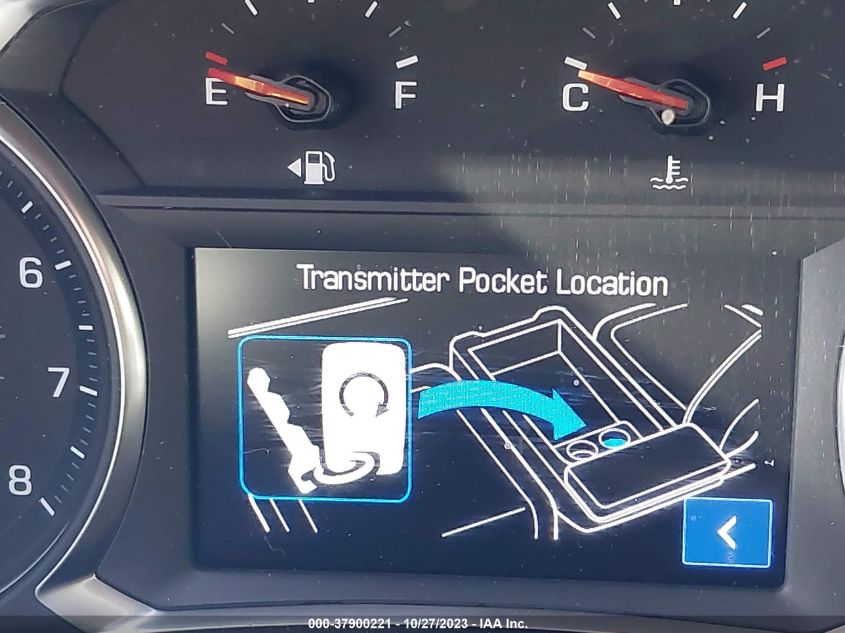 E F C H
Transmitter Pocket Location
6
7
8
000-37900221 - 10/27/2023 - IAA Inc.